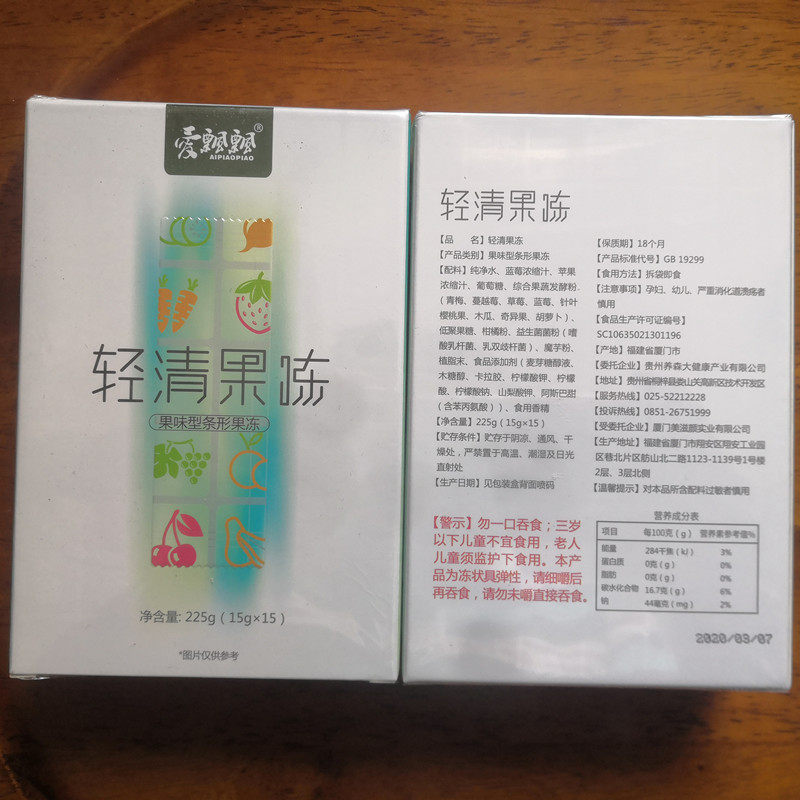 爱飘飘®
AIPIAOPIAO
轻清果冻
果味型条形果冻
净含量: 225g（15g×15）
*图片仅供参考
轻清果冻
【品　名】轻清果冻
【产品类别】果味型条形果冻
【配料】纯净水、蓝莓浓缩汁、苹果
浓缩汁、葡萄糖、综合果蔬发酵粉
（青梅、蔓越莓、草莓、蓝莓、针叶
樱桃果、木瓜、奇异果、胡萝卜）、
低聚果糖、柑橘粉、益生菌菌粉（嗜
酸乳杆菌、乳双歧杆菌）、魔芋粉、
植脂末、食品添加剂（麦芽糖醇液、
木糖醇、卡拉胶、柠檬酸钾、柠檬
酸、柠檬酸钠、山梨酸钾、阿斯巴甜
（含苯丙氨酸））、食用香精
【净含量】225g（15g×15）
【贮存条件】贮存于阴凉、通风、干
燥处，严禁置于高温、潮湿及日光
直射处
【生产日期】见包装盒背面喷码
【保质期】18个月
【产品标准代号】GB 19299
【食用方法】拆袋即食
【注意事项】孕妇、幼儿、严重消化道溃疡者
慎用
【食品生产许可证编号】
SC10635021301196
【产地】福建省厦门市
【委托企业】贵州养森大健康产业有限公司
【地址】贵州省桐梓县娄山关高新区技术开发区
【服务热线】025-52212228
【投诉热线】0851-26751999
【受委托企业】厦门美滋颜实业有限公司
【生产地址】福建省厦门市翔安区翔安工业园
区巷北片区舫山北二路1123-1139号1号楼
2层、3层北侧
【温馨提示】对本品所含配料过敏者慎用
【警示】勿一口吞食；三岁
以下儿童不宜食用，老人
儿童须监护下食用。本产
品为冻状具弹性，请细嚼后
再吞食，请勿未嚼直接吞食。
营养成分表
项目 每100克（g） 营养素参考值%
能量 284千焦（kJ） 3%
蛋白质 0克（g） 0%
脂肪 0克（g） 0%
碳水化合物 16.7克（g） 6%
钠 44毫克（mg） 2%
2020/03/07